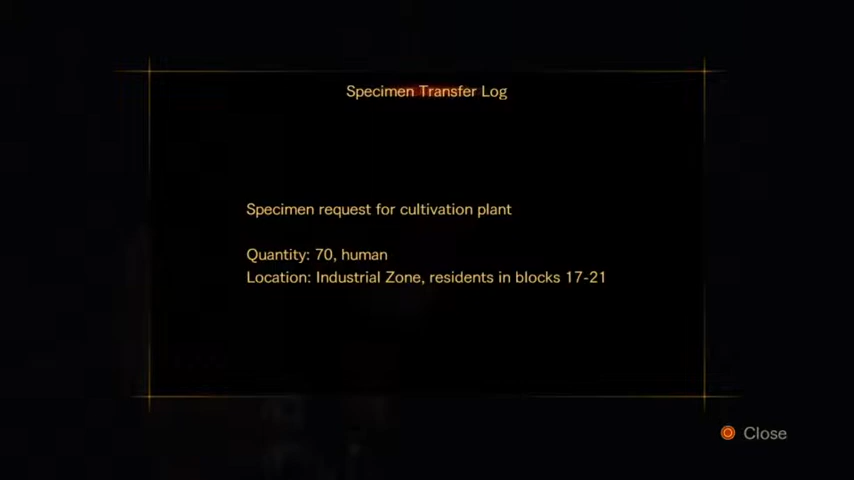 Specimen Transfer Log
Specimen request for cultivation plant
Quantity: 70, human
Location: Industrial Zone, residents in blocks 17-21
Close